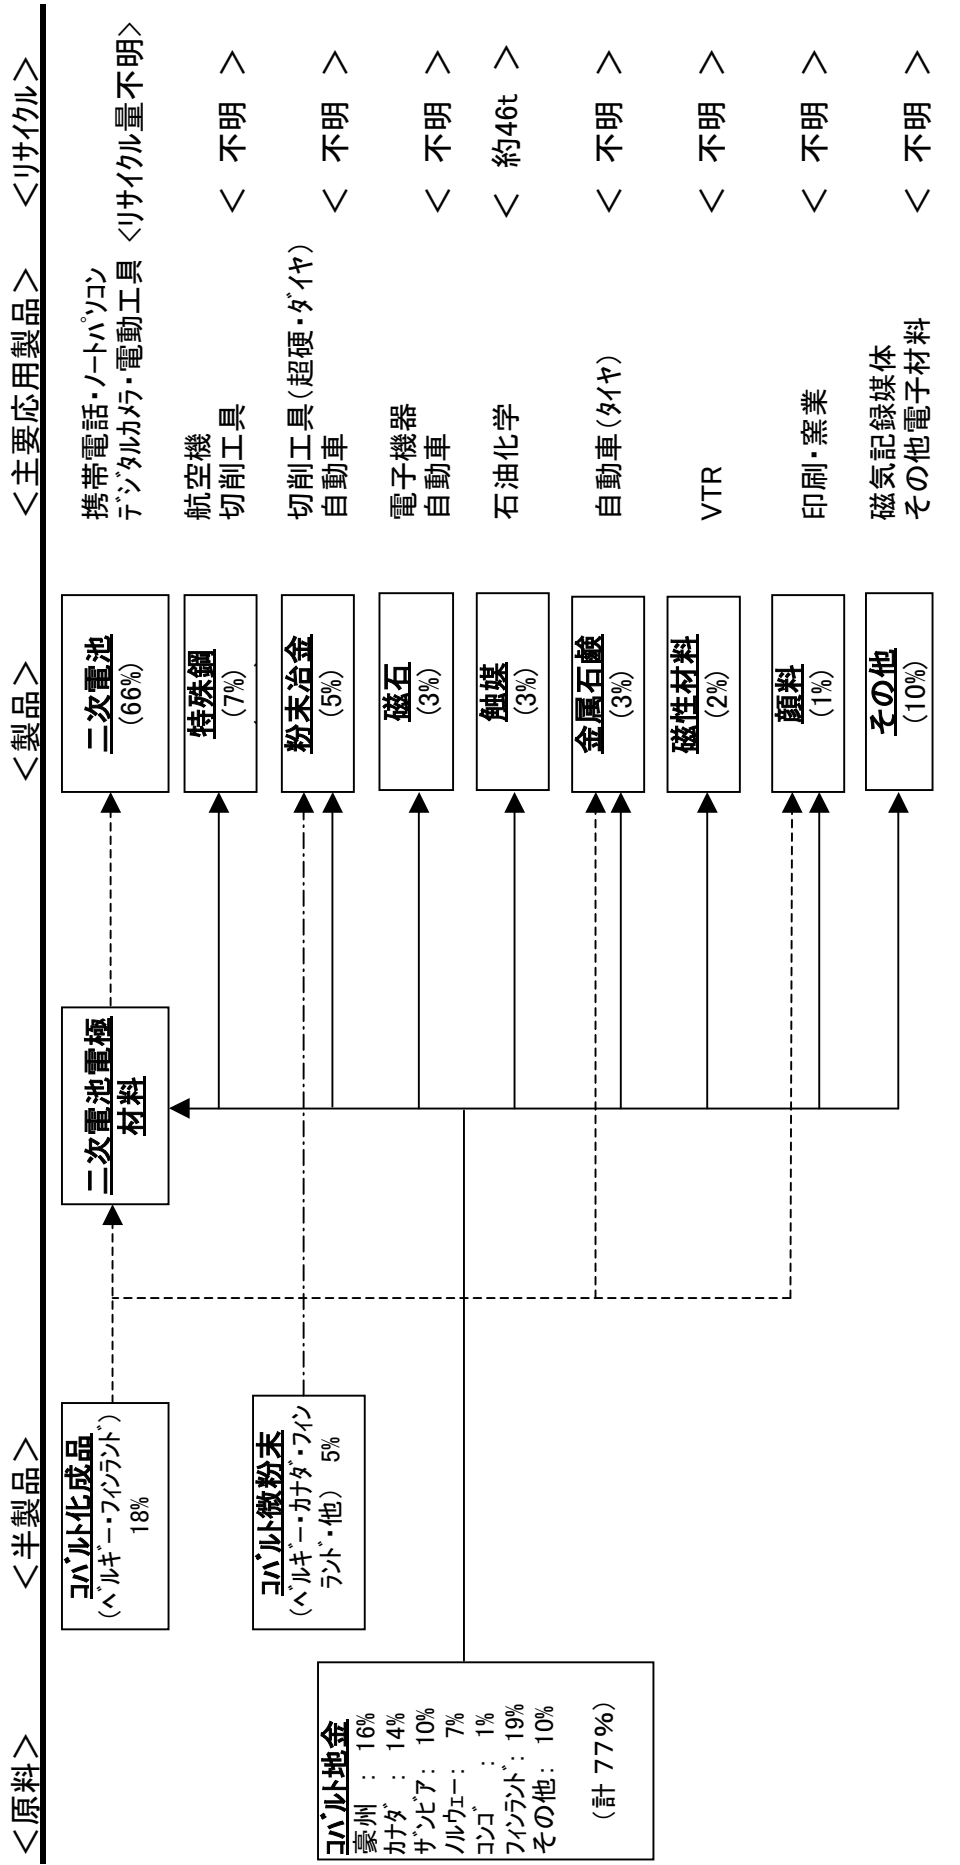 ＜原料＞
＜半製品＞
＜製品＞
＜主要応用製品＞
＜リサイクル＞
コバルト地金
豪州 ： 16%
カナダ ： 14%
ザンビア： 10%
ノルウェー： 7%
コンゴ ： 1%
フィンランド： 19%
その他： 10%
（計 77%）
コバルト化成品
（ベルギー・フィンランド）
18%
コバルト微粉末
（ベルギー・カナダ・フィン
ランド・他） 5%
二次電池電極
材料
二次電池
(66%)
携帯電話・ノートパソコン
デジタルカメラ・電動工具
＜リサイクル量不明＞
特殊鋼
(7%)
航空機
切削工具
＜ 不明 ＞
粉末冶金
(5%)
切削工具(超硬・ダイヤ)
自動車
＜ 不明 ＞
磁石
(3%)
電子機器
自動車
＜ 不明 ＞
触媒
(3%)
石油化学
＜ 約46t ＞
金属石鹸
(3%)
自動車(タイヤ)
＜ 不明 ＞
磁性材料
(2%)
VTR
＜ 不明 ＞
顔料
(1%)
印刷・窯業
＜ 不明 ＞
その他
(10%)
磁気記録媒体
その他電子材料
＜ 不明 ＞